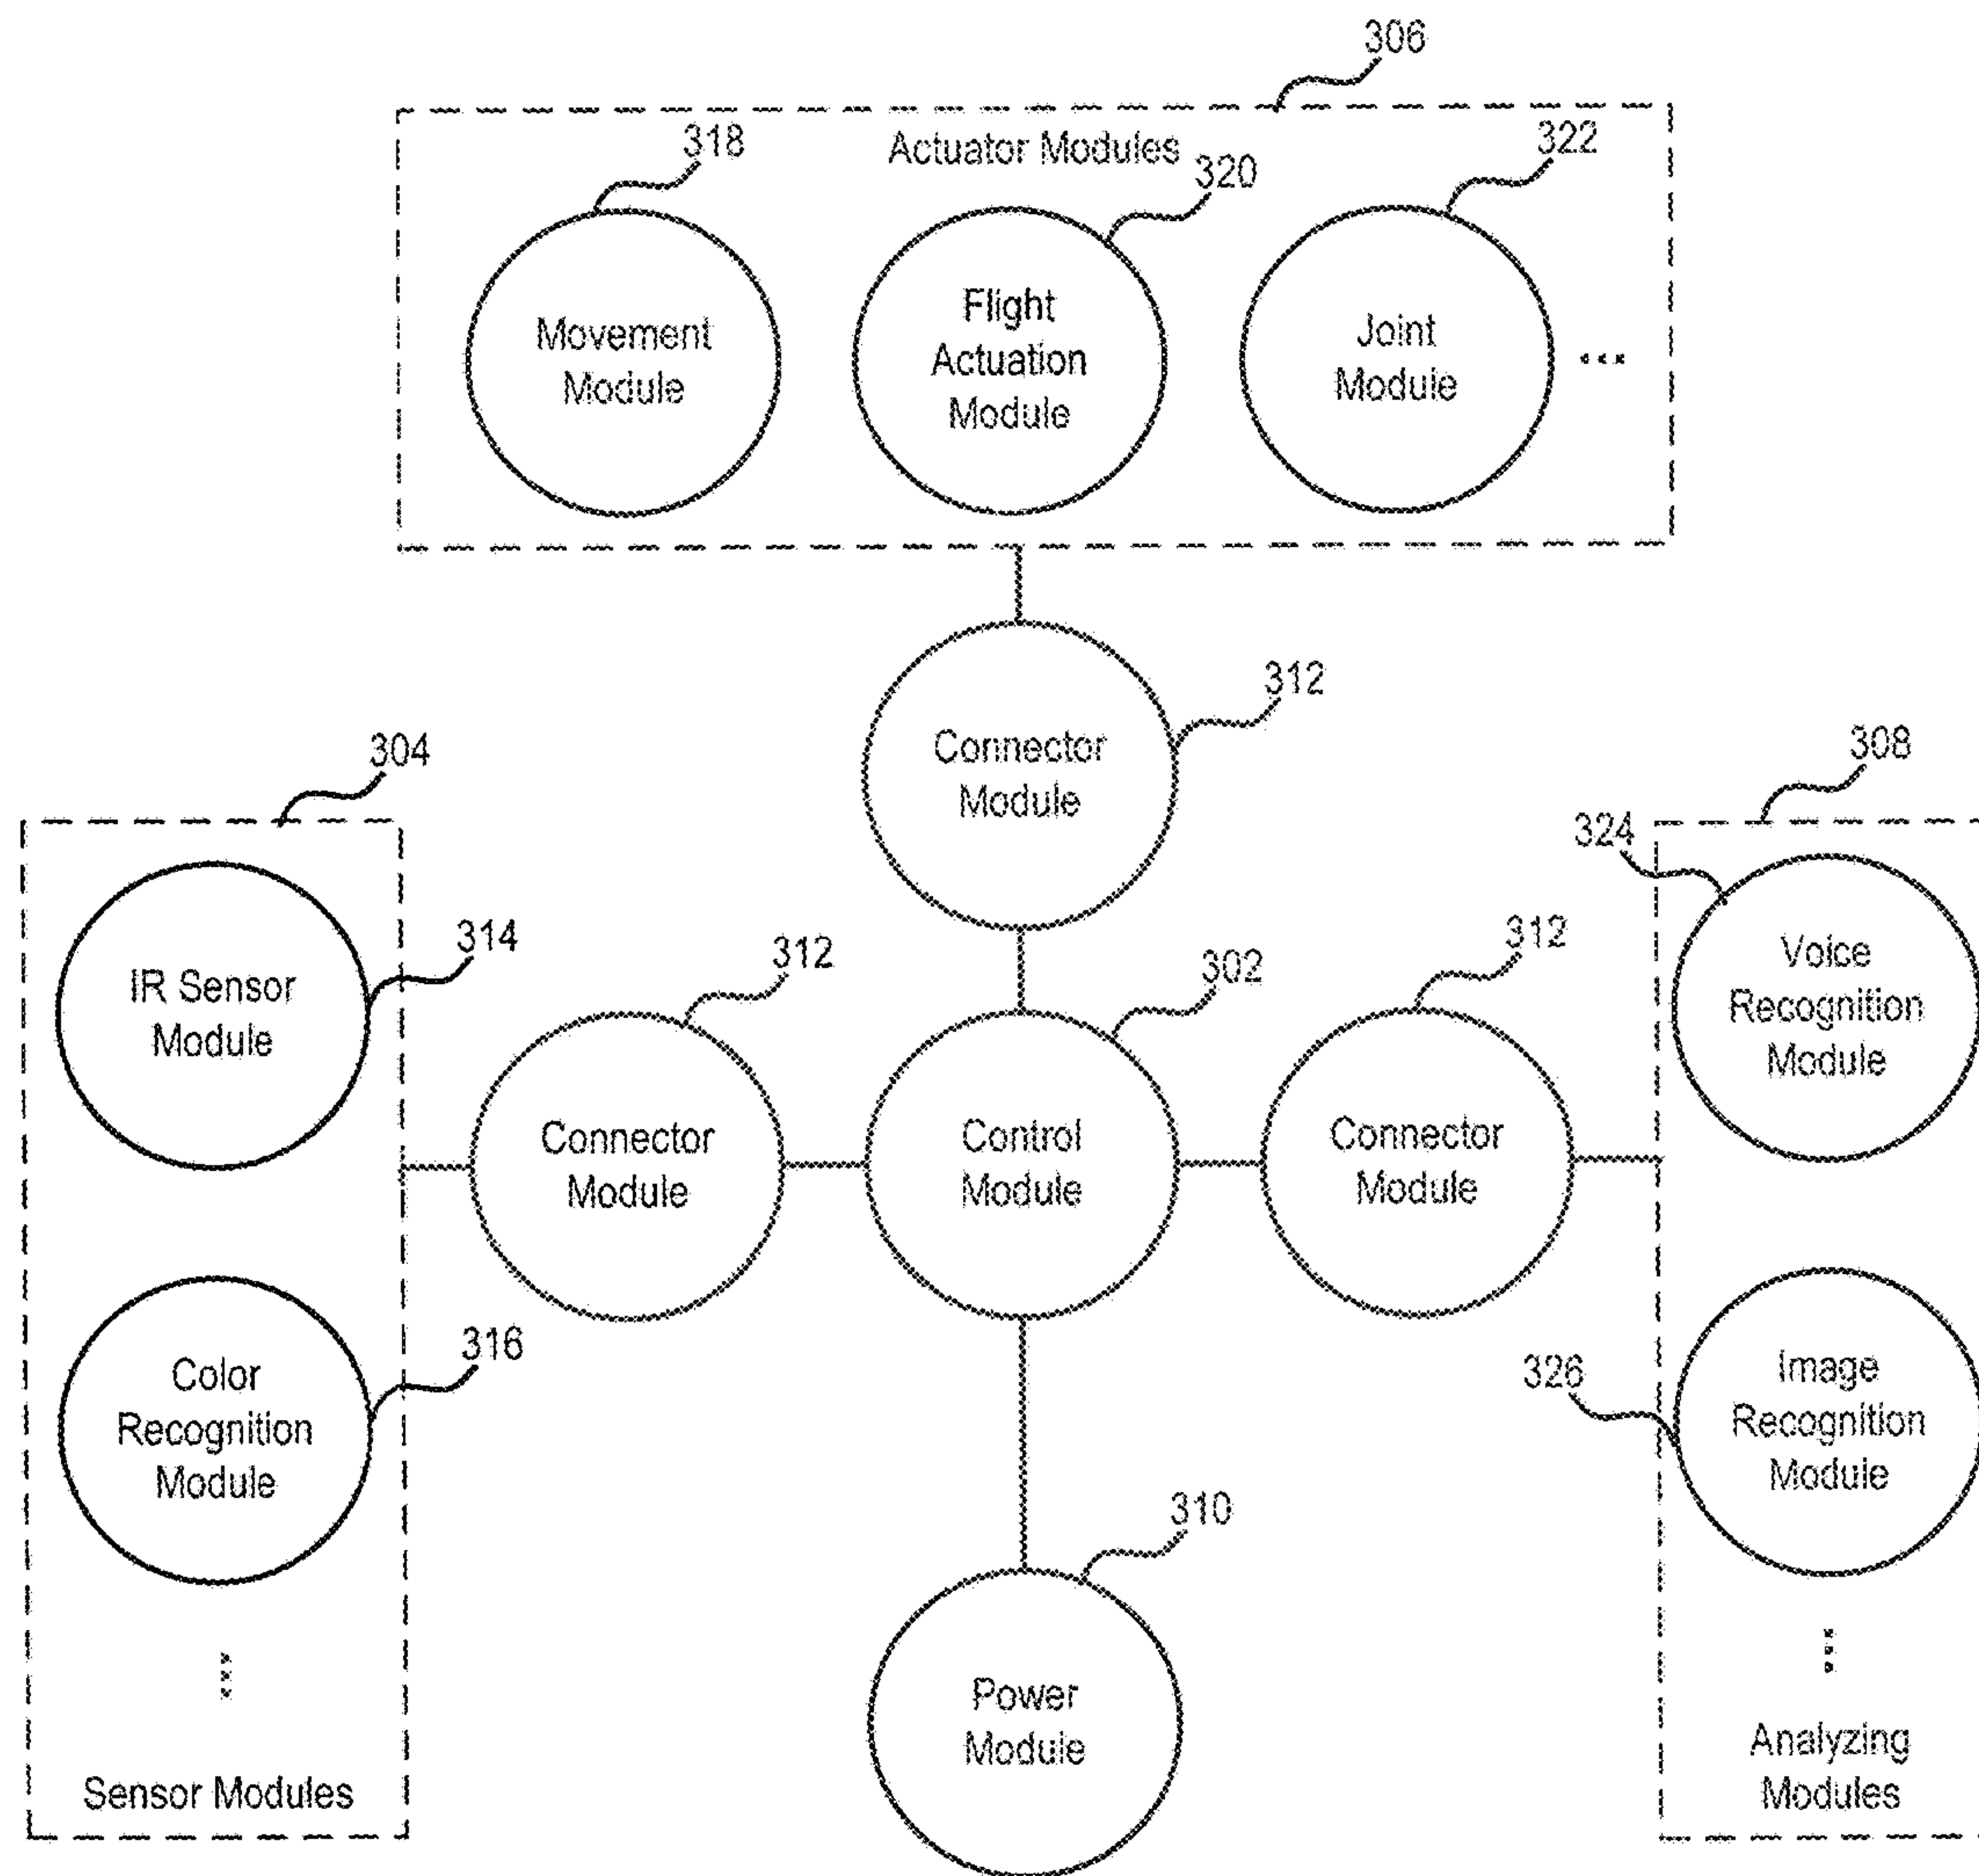 306
318
Actuator Modules
320
322
Movement
Module
Flight
Actuation
Module
Joint
Module
...
312
Connector
Module
304
308
324
IR Sensor
Module
314
312
302
312
Voice
Recognition
Module
Connector
Module
Control
Module
Connector
Module
Color
Recognition
Module
316
326
Image
Recognition
Module
...
310
...
Power
Module
Sensor Modules
Analyzing
Modules